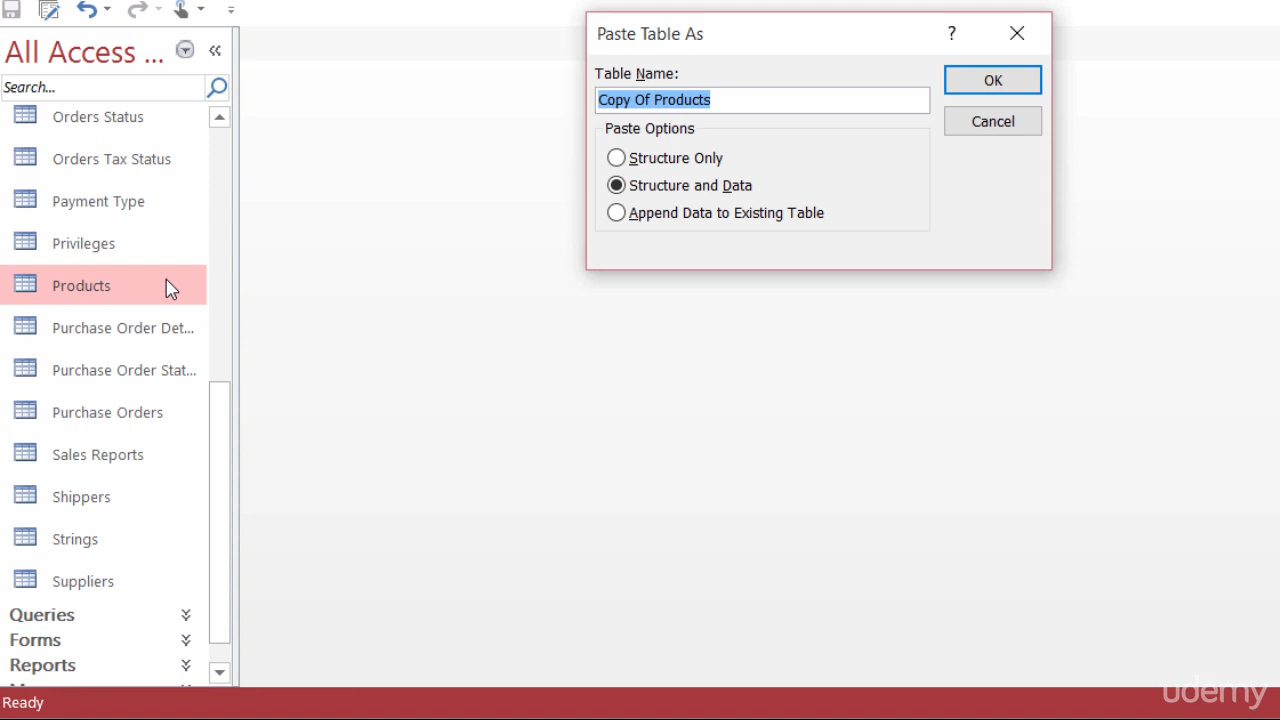 All Access ...
Search...
Orders Status
Orders Tax Status
Payment Type
Privileges
Products
Purchase Order Det...
Purchase Order Stat...
Purchase Orders
Sales Reports
Shippers
Strings
Suppliers
Queries
Forms
Reports
Ready
Paste Table As
?
Table Name:
Copy Of Products
OK
Cancel
Paste Options
Structure Only
Structure and Data
Append Data to Existing Table
udemy